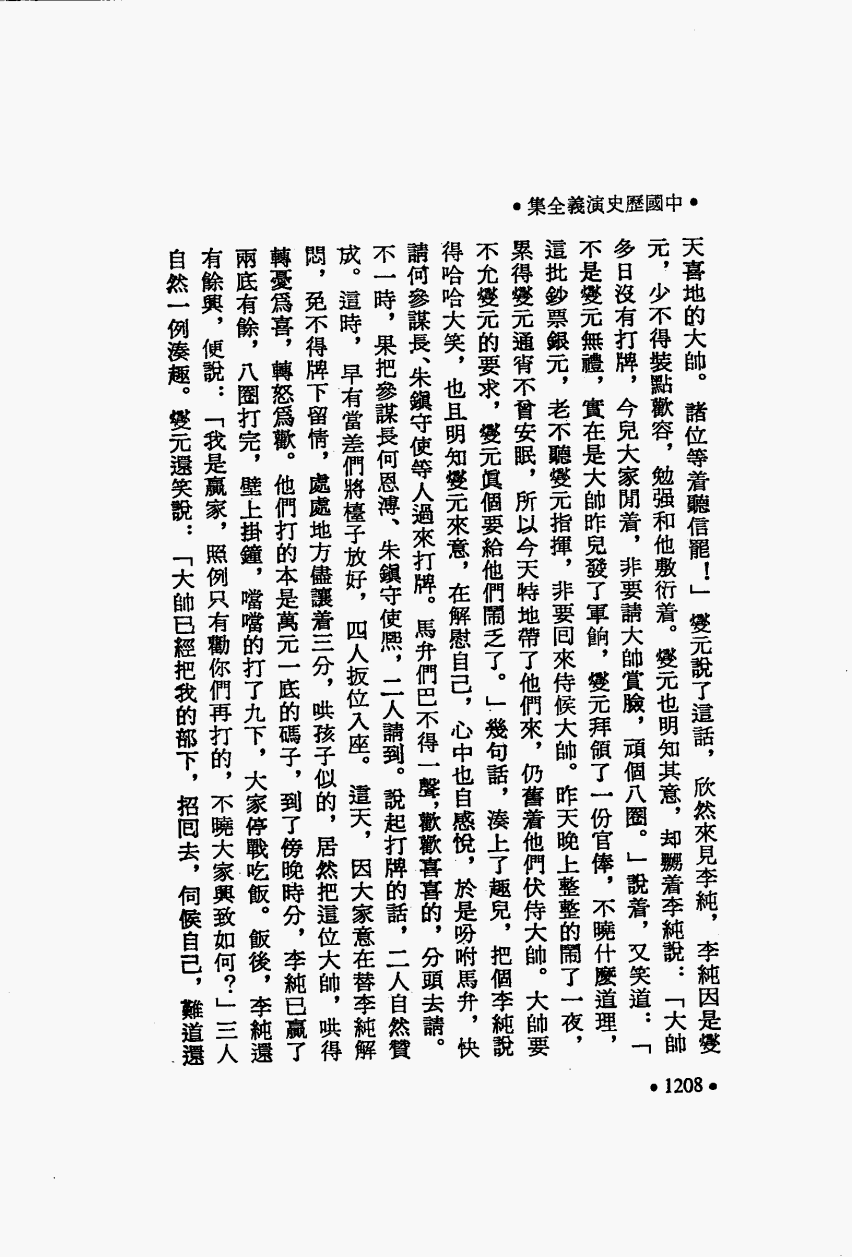 •中國歷史演義全集•
天喜地的大帥。諸位等着聽信罷！」燮元說了這話，欣然來見李純，李純因是燮
元，少不得裝點歡容，勉强和他敷衍着。燮元也明知其意，却嬲着李純說：「大帥
多日沒有打牌，今兒大家閒着，非要請大帥賞臉，頑個八圈。」說着，又笑道：「
不是燮元無禮，實在是大帥昨兒發了軍餉，燮元拜領了一份官俸，不曉什麼道理，
這批鈔票銀元，老不聽燮元指揮，非要回來侍候大帥。昨天晚上整整的鬧了一夜，
累得燮元通宵不曾安眠，所以今天特地帶了他們來，仍舊着他們伏侍大帥。大帥要
不允燮元的要求，燮元眞個要給他們鬧乏了。」幾句話，湊上了趣兒，把個李純說
得哈哈大笑，也且明知燮元來意，在解慰自己，心中也自感悅，於是吩咐馬弁，快
請何參謀長、朱鎭守使等人過來打牌。馬弁們巴不得一聲，歡歡喜喜的，分頭去請。
不一時，果把參謀長何恩溥、朱鎭守使熙，二人請到。說起打牌的話，二人自然贊
成。這時，早有當差們將檯子放好，四人扳位入座。這天，因大家意在替李純解
悶，免不得牌下留情，處處地方儘讓着三分，哄孩子似的，居然把這位大帥，哄得
轉憂爲喜，轉怒爲歡。他們打的本是萬元一底的碼子，到了傍晚時分，李純已贏了
兩底有餘，八圈打完，壁上掛鐘，噹噹的打了九下，大家停戰吃飯。飯後，李純還
有餘興，便說：「我是贏家，照例只有勸你們再打的，不曉大家興致如何？」三人
自然一例湊趣。燮元還笑說：「大帥已經把我的部下，招回去，伺候自己，難道還
•1208•